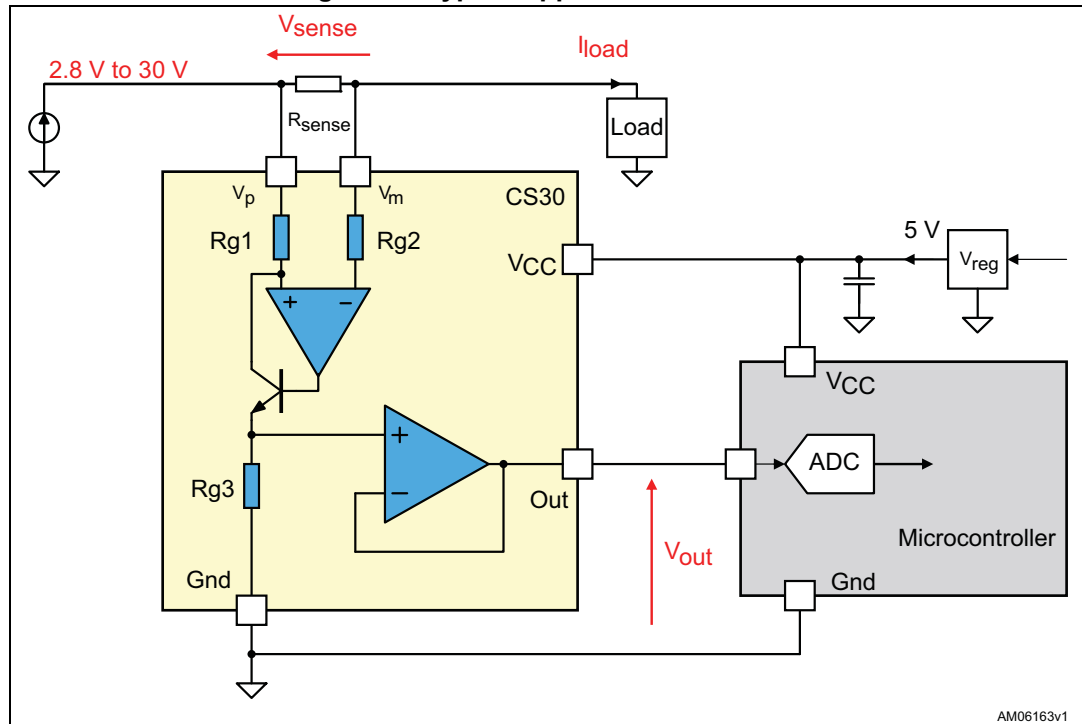 Vsense
Iload
2.8 V to 30 V
Rsense
Load
Vp
Vm
CS30
Rg1
Rg2
VCC
5 V
Vreg
+
−
VCC
+
ADC
Rg3
−
Out
Microcontroller
Vout
Gnd
Gnd
AM06163v1